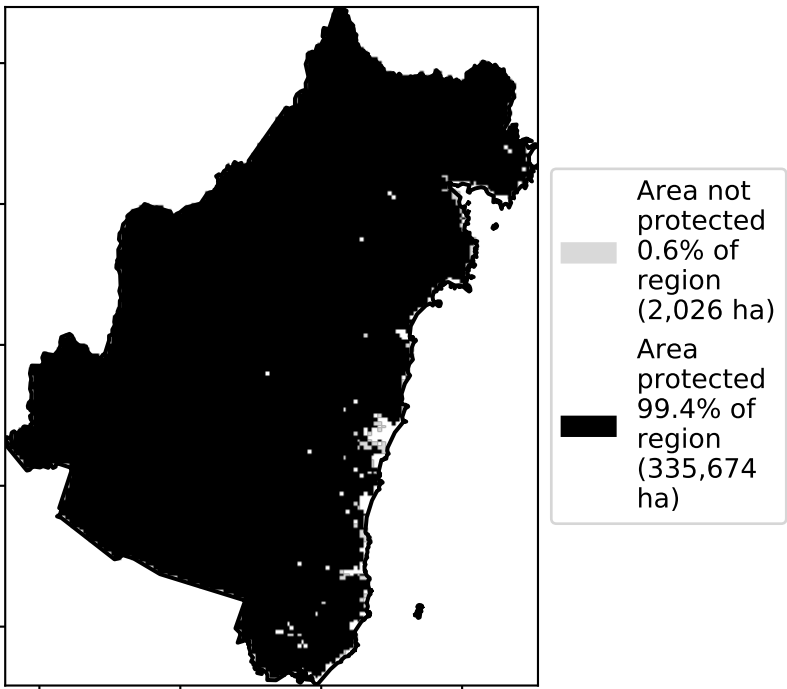 Area not
protected
0.6% of
region
(2,026 ha)
Area
protected
99.4% of
region
(335,674
ha)